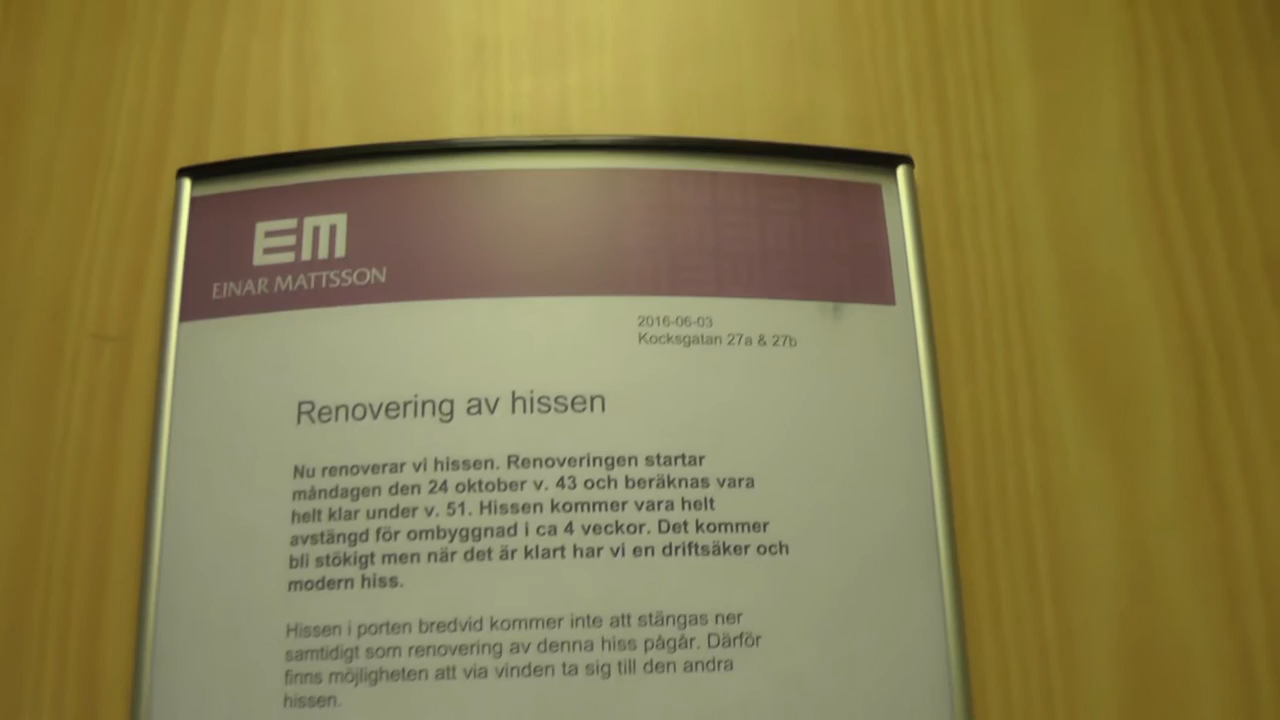 EM
EINAR MATTSSON
2016-06-03
Kocksgatan 27a & 27b
Renovering av hissen
Nu renoverar vi hissen. Renoveringen startar
måndagen den 24 oktober v. 43 och beräknas vara
helt klar under v. 51. Hissen kommer vara helt
avstängd för ombyggnad i ca 4 veckor. Det kommer
bli stökigt men när det är klart har vi en driftsäker och
modern hiss.
Hissen i porten bredvid kommer inte att stängas ner
samtidigt som renovering av denna hiss pågår. Därför
finns möjligheten att via vinden ta sig till den andra
hissen.